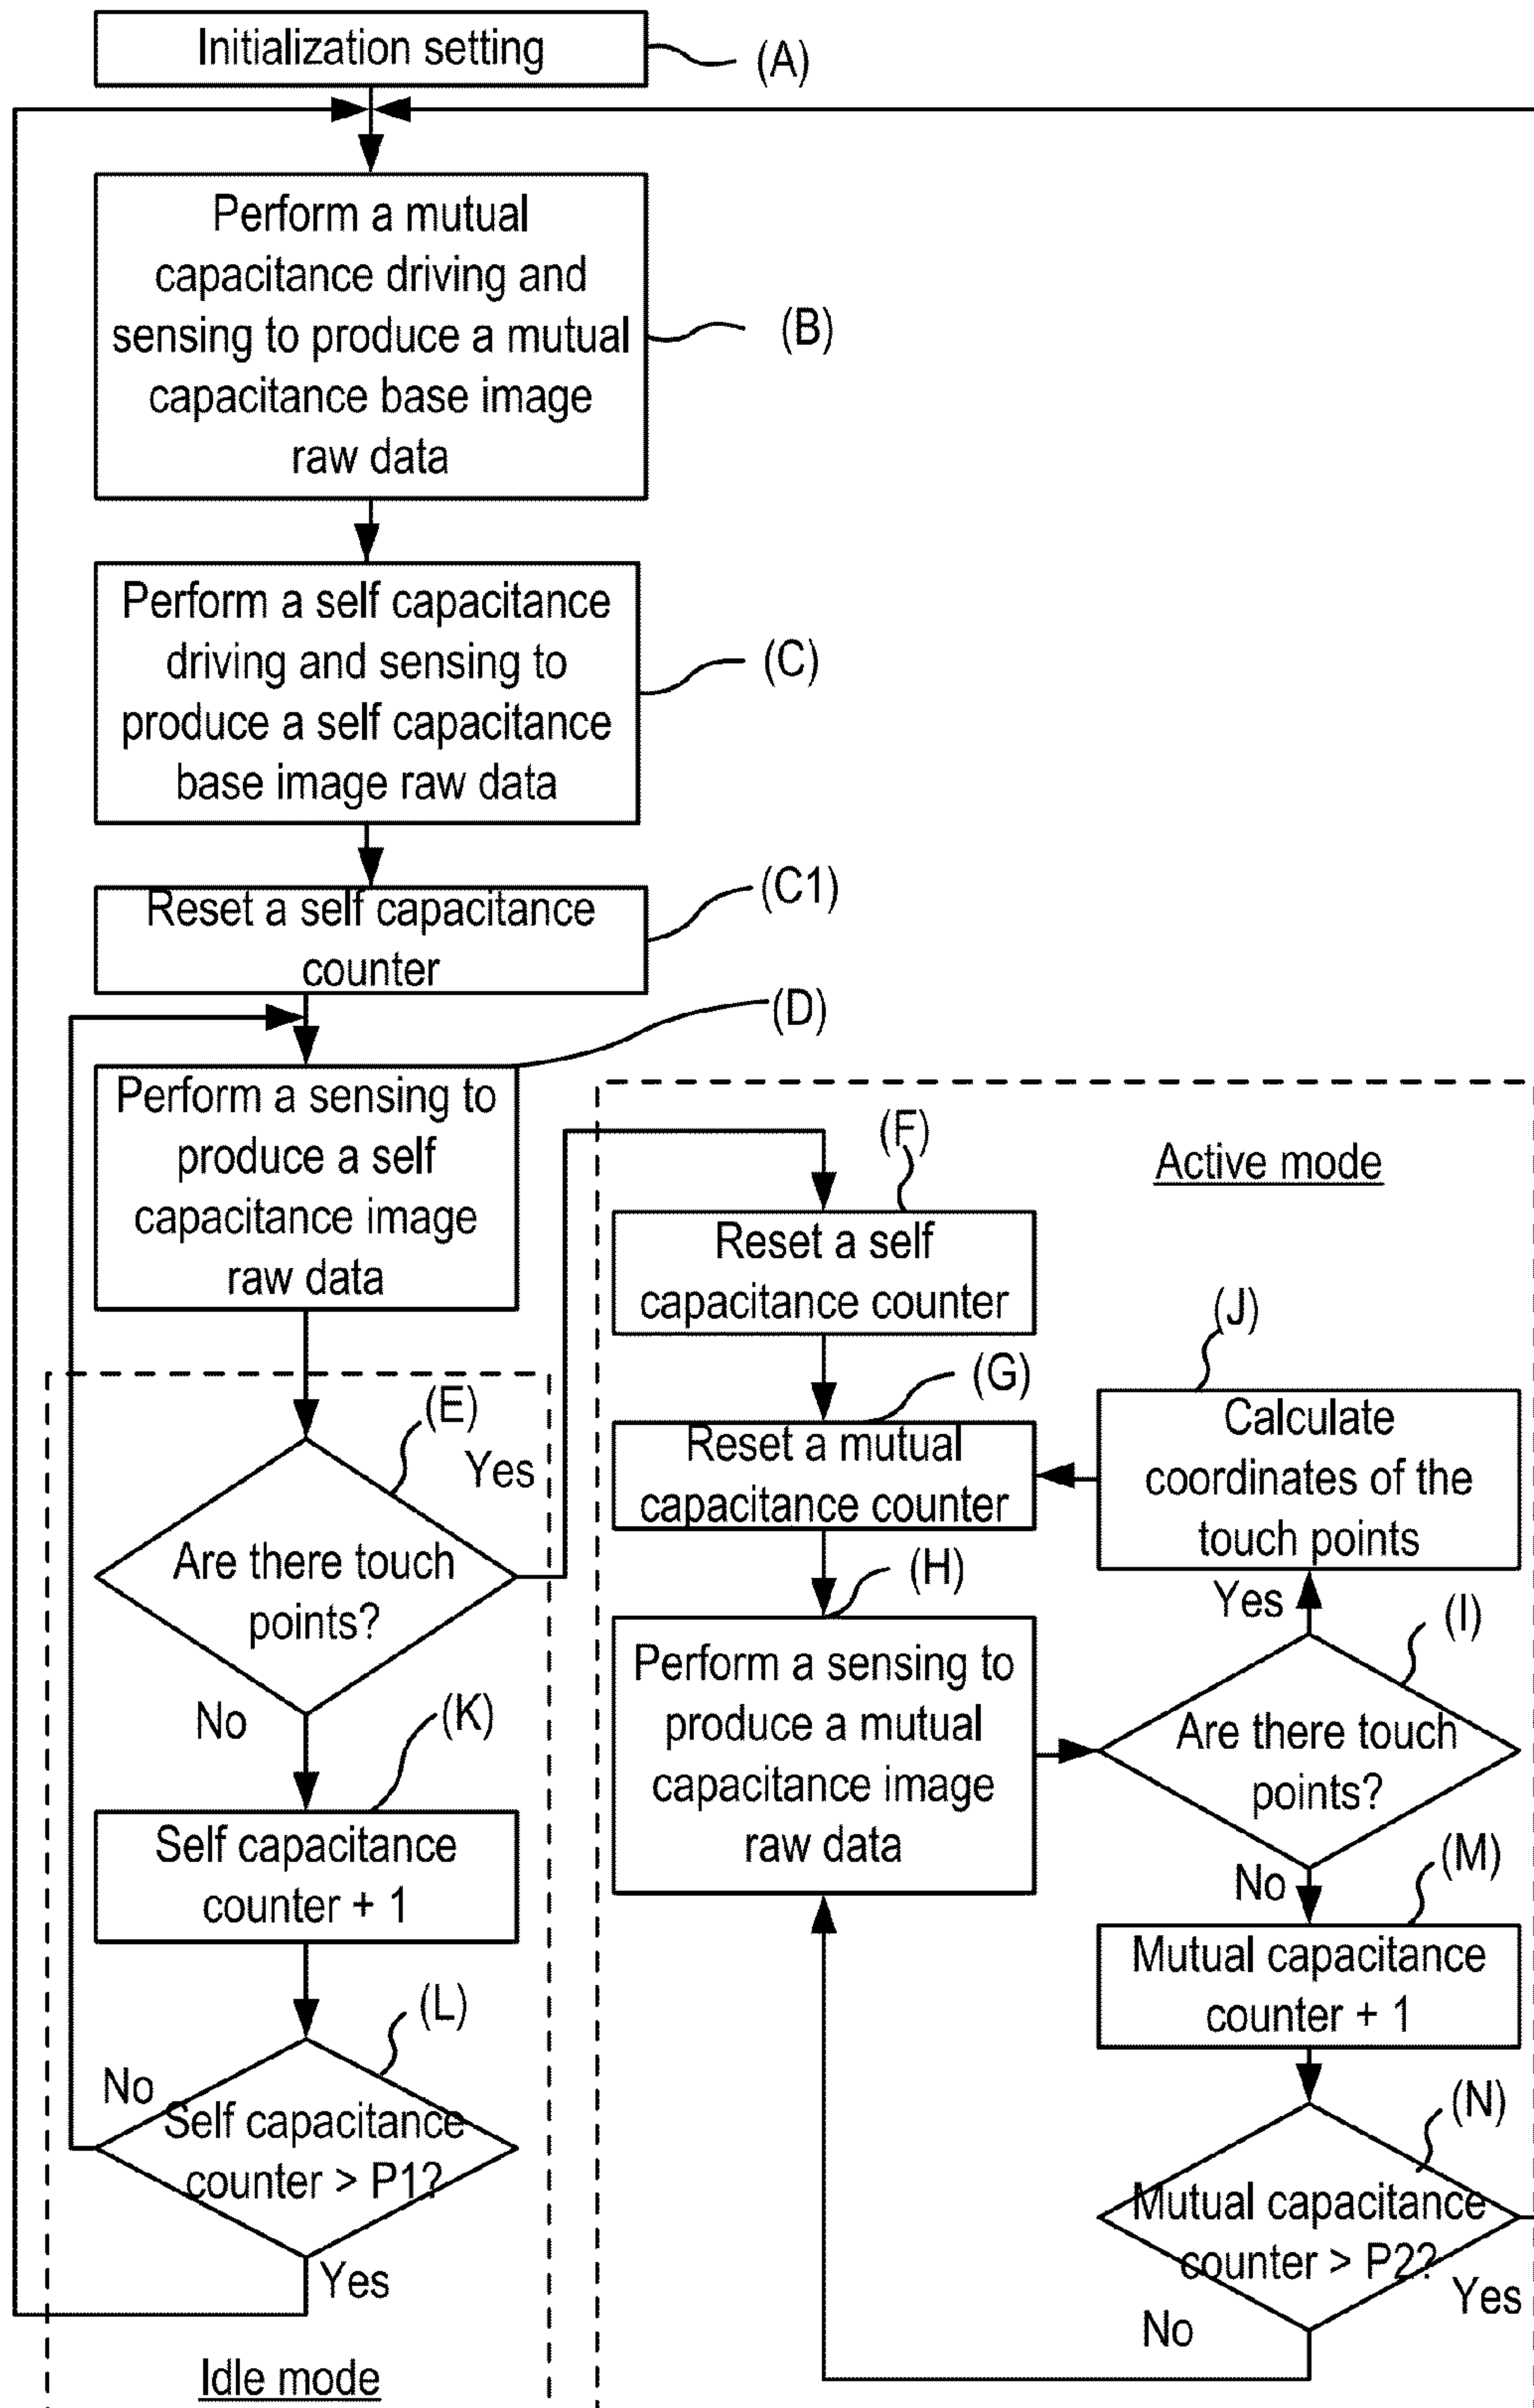 Initialization setting
(A)
Perform a mutual
capacitance driving and
sensing to produce a mutual
capacitance base image
raw data
(B)
Perform a self capacitance
driving and sensing to
produce a self capacitance
base image raw data
(C)
Reset a self capacitance
counter
(C1)
(D)
Perform a sensing to
produce a self
capacitance image
raw data
(E)
Yes
Are there touch
points?
No
(K)
Self capacitance
counter + 1
(L)
No
Self capacitance
counter > P1?
Yes
Idle mode
Active mode
(F)
Reset a self
capacitance counter
(G)
Reset a mutual
capacitance counter
(H)
Perform a sensing to
produce a mutual
capacitance image
raw data
(J)
Calculate
coordinates of the
touch points
Yes
(I)
Are there touch
points?
No
(M)
Mutual capacitance
counter + 1
(N)
Mutual capacitance
counter > P2?
Yes
No